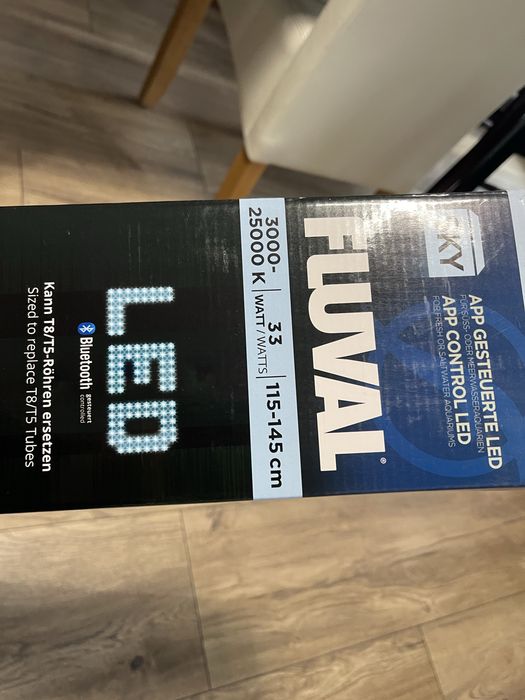 KY
APP GESTEUERTE LED
FÜR SÜSS- ODER MEERWASSERAQUARIEN
APP CONTROLLED LED
FOR FRESH OR SALTWATER AQUARIUMS
FLUVAL®
3000-
25000 K
33
WATT / WATTS
115-145 cm
LED
Bluetooth
gesteuert
controlled
Kann T8/T5-Röhren ersetzen
Sized to replace T8/T5 Tubes